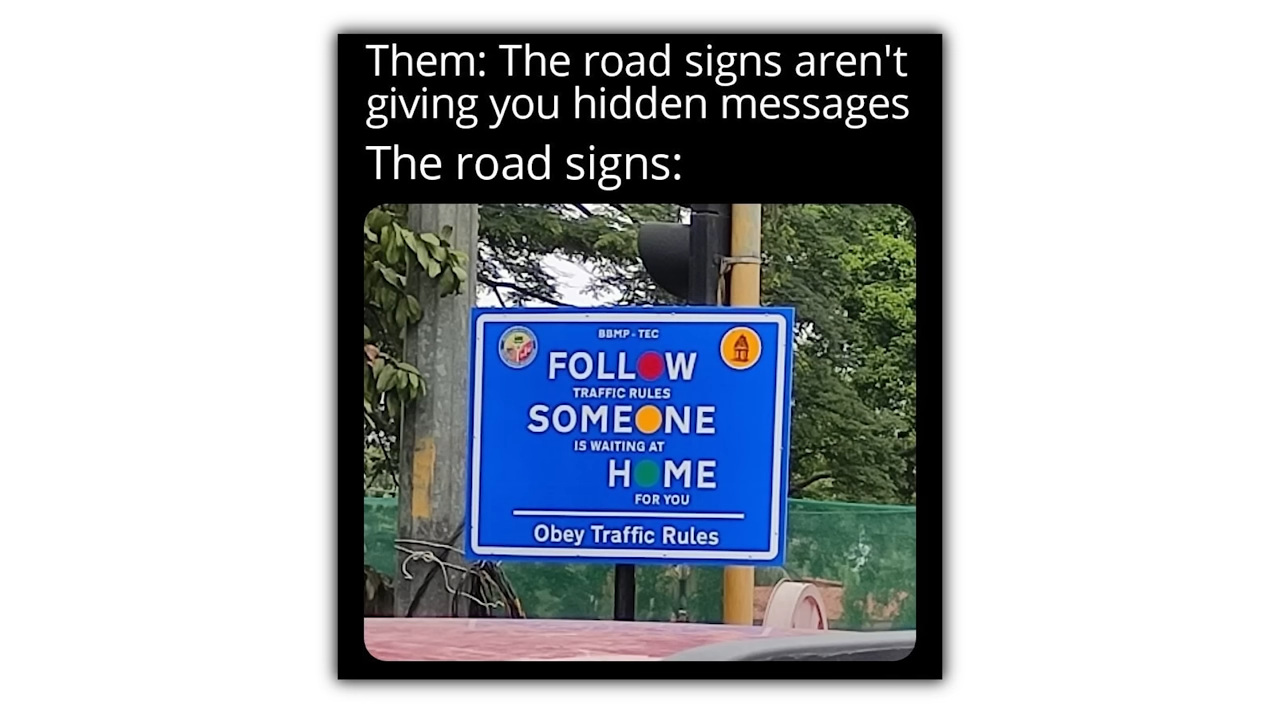 Them: The road signs aren't
giving you hidden messages
The road signs:
BBMP - TEC
FOLLOW
TRAFFIC RULES
SOMEONE
IS WAITING AT
HOME
FOR YOU
Obey Traffic Rules